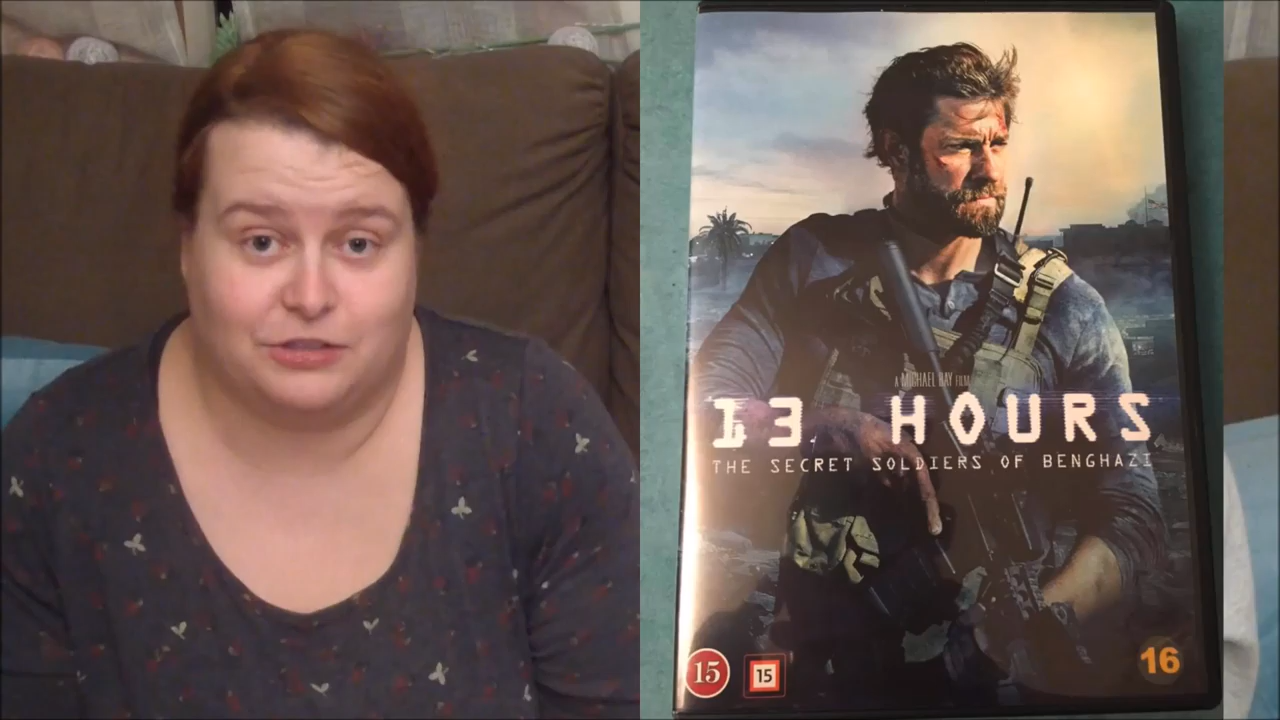 A MICHAEL BAY FILM
13 HOURS
THE SECRET SOLDIERS OF BENGHAZI
15
15
16